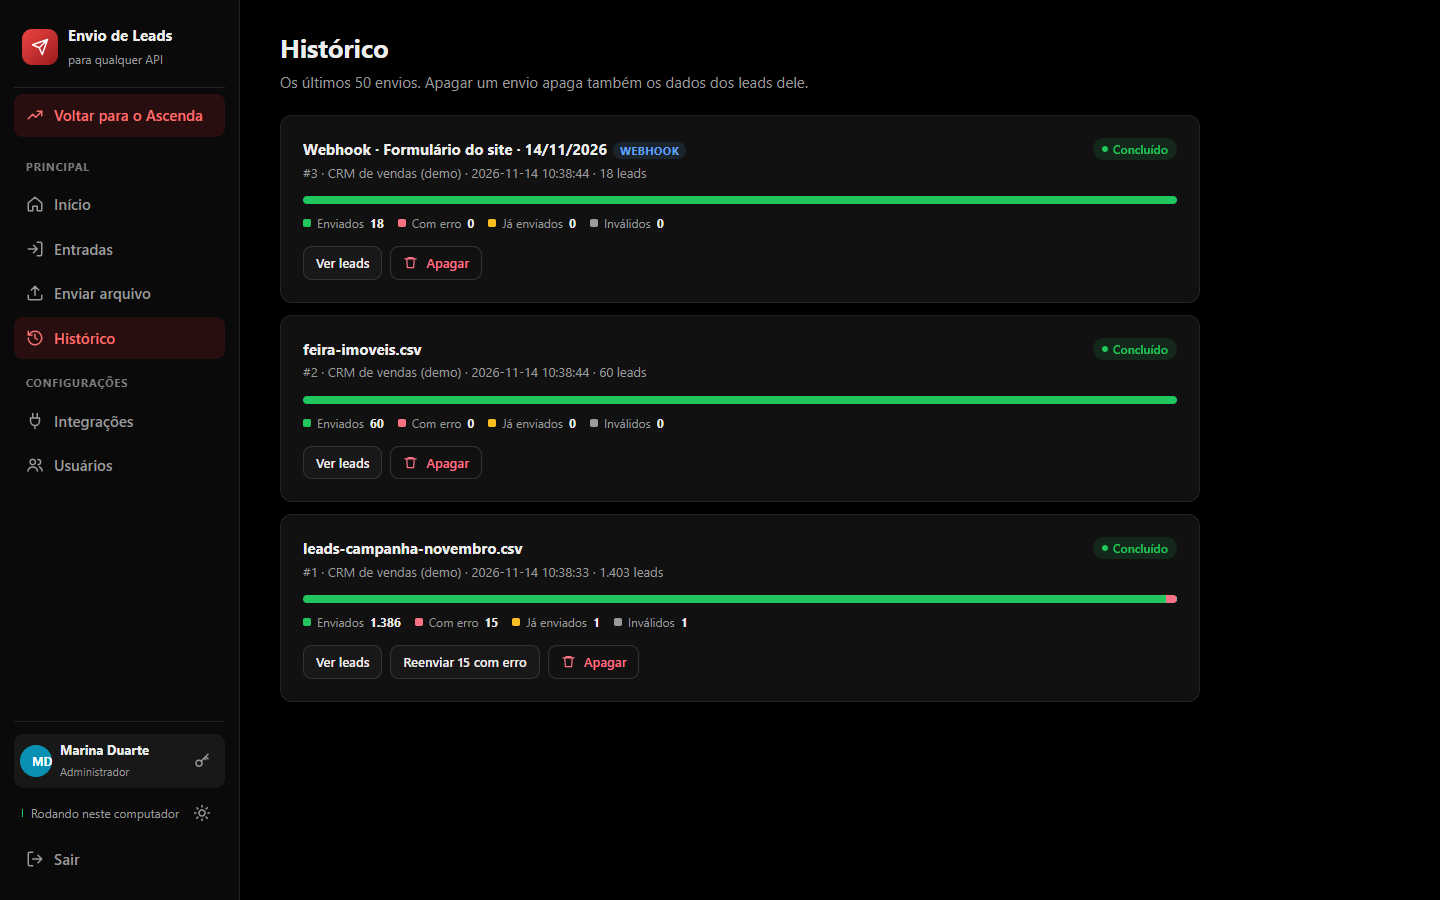 Envio de Leads
para qualquer API
Voltar para o Ascenda
PRINCIPAL
Início
Entradas
Enviar arquivo
Histórico
CONFIGURAÇÕES
Integrações
Usuários
MD
Marina Duarte
Administrador
Rodando neste computador
Sair
Histórico
Os últimos 50 envios. Apagar um envio apaga também os dados dos leads dele.
Webhook · Formulário do site · 14/11/2026 WEBHOOK
Concluído
#3 · CRM de vendas (demo) · 2026-11-14 10:38:44 · 18 leads
Enviados 18 Com erro 0 Já enviados 0 Inválidos 0
Ver leads Apagar
feira-imoveis.csv
Concluído
#2 · CRM de vendas (demo) · 2026-11-14 10:38:44 · 60 leads
Enviados 60 Com erro 0 Já enviados 0 Inválidos 0
Ver leads Apagar
leads-campanha-novembro.csv
Concluído
#1 · CRM de vendas (demo) · 2026-11-14 10:38:33 · 1.403 leads
Enviados 1.386 Com erro 15 Já enviados 1 Inválidos 1
Ver leads Reenviar 15 com erro Apagar